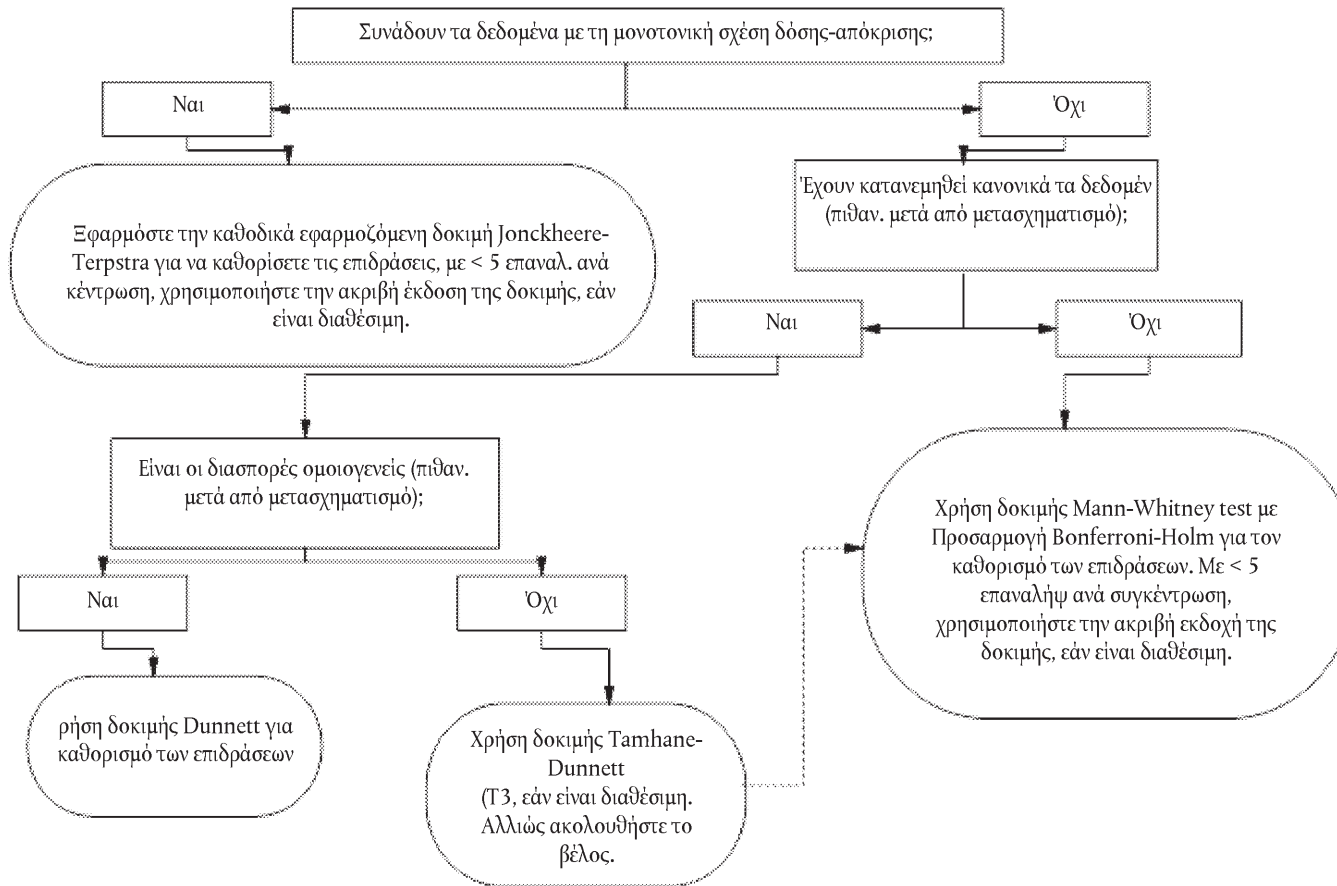 Συνάδουν τα δεδομένα με τη μονοτονική σχέση δόσης-απόκρισης;
Ναι
Όχι
Ξφαρμόστε την καθοδικά εφαρμοζόμενη δοκιμή Jonckheere-
Terpstra για να καθορίσετε τις επιδράσεις, με < 5 επαναλ. ανά
κέντρωση, χρησιμοποιήστε την ακριβή έκδοση της δοκιμής, εάν
είναι διαθέσιμη.
Έχουν κατανεμηθεί κανονικά τα δεδομέν
(πιθαν. μετά από μετασχηματισμό);
Ναι
Όχι
Είναι οι διασπορές ομοιογενείς (πιθαν.
μετά από μετασχηματισμό);
Ναι
Όχι
Χρήση δοκιμής Mann-Whitney test με
Προσαρμογή Bonferroni-Holm για τον
καθορισμό των επιδράσεων. Με < 5
επαναλήψ ανά συγκέντρωση,
χρησιμοποιήστε την ακριβή εκδοχή της
δοκιμής, εάν είναι διαθέσιμη.
ρήση δοκιμής Dunnett για
καθορισμό των επιδράσεων
Χρήση δοκιμής Tamhane-
Dunnett
(T3, εάν είναι διαθέσιμη.
Αλλιώς ακολουθήστε το
βέλος.